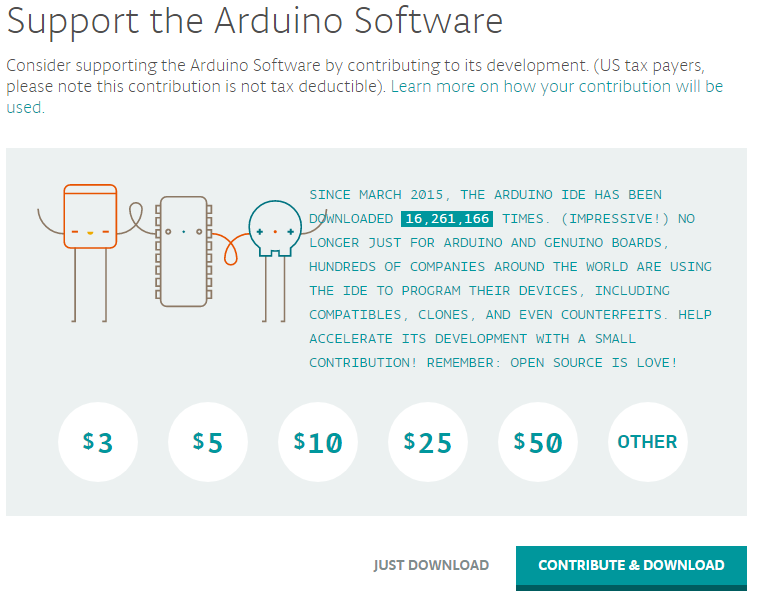 Support the Arduino Software
Consider supporting the Arduino Software by contributing to its development. (US tax payers,
please note this contribution is not tax deductible). Learn more on how your contribution will be
used.
SINCE MARCH 2015, THE ARDUINO IDE HAS BEEN
DOWNLOADED 16,261,166 TIMES. (IMPRESSIVE!) NO
LONGER JUST FOR ARDUINO AND GENUINO BOARDS,
HUNDREDS OF COMPANIES AROUND THE WORLD ARE USING
THE IDE TO PROGRAM THEIR DEVICES, INCLUDING
COMPATIBLES, CLONES, AND EVEN COUNTERFEITS. HELP
ACCELERATE ITS DEVELOPMENT WITH A SMALL
CONTRIBUTION! REMEMBER: OPEN SOURCE IS LOVE!
$3 $5 $10 $25 $50 OTHER
JUST DOWNLOAD CONTRIBUTE & DOWNLOAD